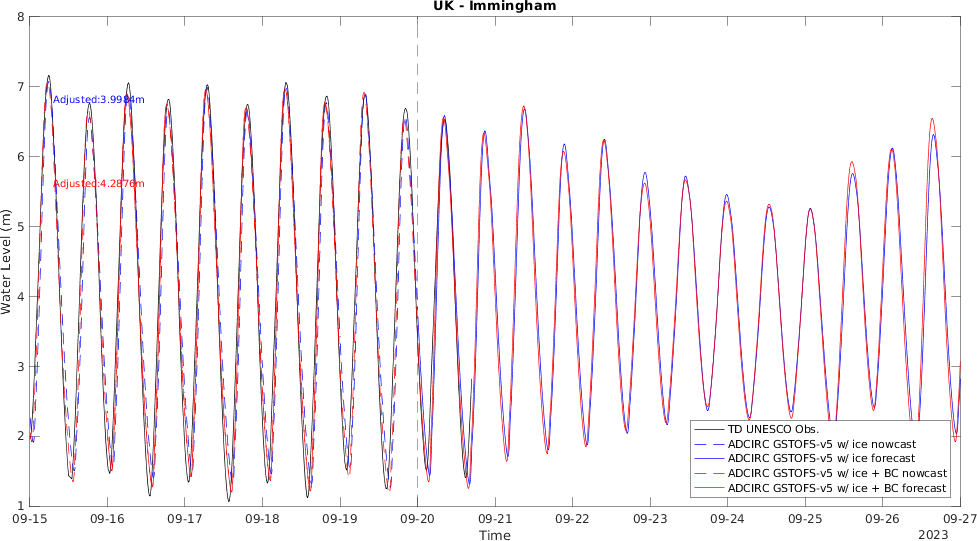 UK - Immingham
8
7
6
5
4
3
2
1
Water Level (m)
Adjusted:3.9984m
Adjusted:4.2876m
TD UNESCO Obs.
ADCIRC GSTOFS-v5 w/ ice nowcast
ADCIRC GSTOFS-v5 w/ ice forecast
ADCIRC GSTOFS-v5 w/ ice + BC nowcast
ADCIRC GSTOFS-v5 w/ ice + BC forecast
09-15 09-16 09-17 09-18 09-19 09-20 09-21 09-22 09-23 09-24 09-25 09-26 09-27
Time
2023